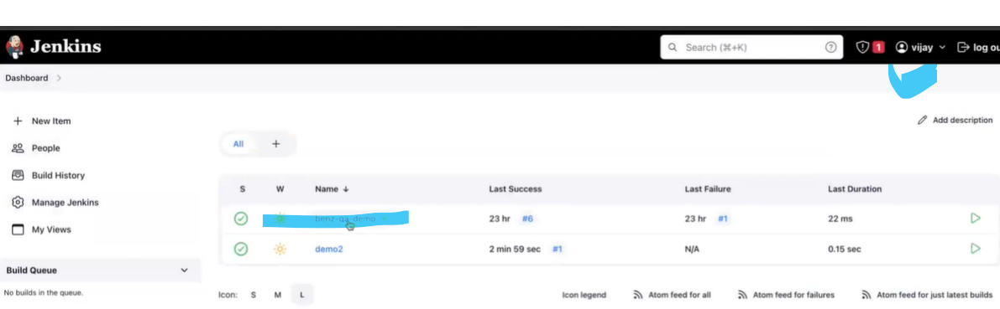 Jenkins
Search (⌘+K)
1
vijay
log ou
Dashboard
New Item
Add description
People
All +
Build History
S W Name ↓ Last Success Last Failure Last Duration
Manage Jenkins
benz-qa-demo 23 hr #6 23 hr #1 22 ms
My Views
demo2 2 min 59 sec #1 N/A 0.15 sec
Build Queue
No builds in the queue.
Icon: S M L
Icon legend
Atom feed for all
Atom feed for failures
Atom feed for just latest builds